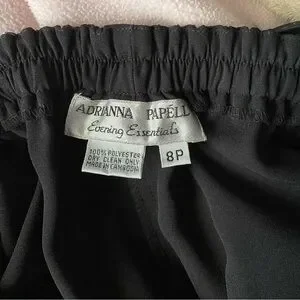 ADRIANNA PAPELL
Evening Essentials
100% POLYESTER
DRY CLEAN ONLY
MADE IN CAMBODIA
8P